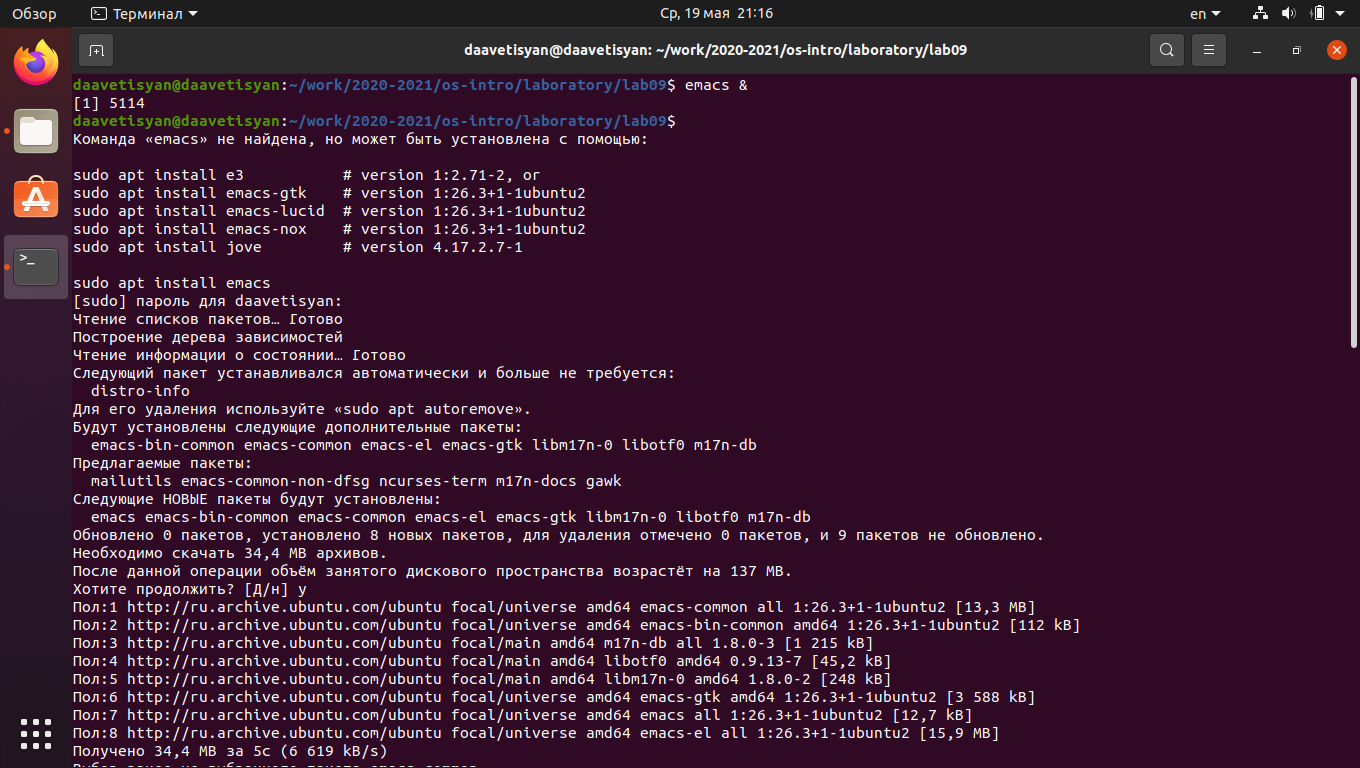 Обзор
Терминал
Ср, 19 мая 21:16
en
daavetisyan@daavetisyan: ~/work/2020-2021/os-intro/laboratory/lab09
daavetisyan@daavetisyan:~/work/2020-2021/os-intro/laboratory/lab09$ emacs &
[1] 5114
daavetisyan@daavetisyan:~/work/2020-2021/os-intro/laboratory/lab09$
Команда «emacs» не найдена, но может быть установлена с помощью:
sudo apt install e3 # version 1:2.71-2, or
sudo apt install emacs-gtk # version 1:26.3+1-1ubuntu2
sudo apt install emacs-lucid # version 1:26.3+1-1ubuntu2
sudo apt install emacs-nox # version 1:26.3+1-1ubuntu2
sudo apt install jove # version 4.17.2.7-1
sudo apt install emacs
[sudo] пароль для daavetisyan:
Чтение списков пакетов… Готово
Построение дерева зависимостей
Чтение информации о состоянии… Готово
Следующий пакет устанавливался автоматически и больше не требуется:
distro-info
Для его удаления используйте «sudo apt autoremove».
Будут установлены следующие дополнительные пакеты:
emacs-bin-common emacs-common emacs-el emacs-gtk libm17n-0 libotf0 m17n-db
Предлагаемые пакеты:
mailutils emacs-common-non-dfsg ncurses-term m17n-docs gawk
Следующие НОВЫЕ пакеты будут установлены:
emacs emacs-bin-common emacs-common emacs-el emacs-gtk libm17n-0 libotf0 m17n-db
Обновлено 0 пакетов, установлено 8 новых пакетов, для удаления отмечено 0 пакетов, и 9 пакетов не обновлено.
Необходимо скачать 34,4 MB архивов.
После данной операции объём занятого дискового пространства возрастёт на 137 MB.
Хотите продолжить? [Д/н] y
Пол:1 http://ru.archive.ubuntu.com/ubuntu focal/universe amd64 emacs-common all 1:26.3+1-1ubuntu2 [13,3 MB]
Пол:2 http://ru.archive.ubuntu.com/ubuntu focal/universe amd64 emacs-bin-common amd64 1:26.3+1-1ubuntu2 [112 kB]
Пол:3 http://ru.archive.ubuntu.com/ubuntu focal/main amd64 m17n-db all 1.8.0-3 [1 215 kB]
Пол:4 http://ru.archive.ubuntu.com/ubuntu focal/main amd64 libotf0 amd64 0.9.13-7 [45,2 kB]
Пол:5 http://ru.archive.ubuntu.com/ubuntu focal/main amd64 libm17n-0 amd64 1.8.0-2 [248 kB]
Пол:6 http://ru.archive.ubuntu.com/ubuntu focal/universe amd64 emacs-gtk amd64 1:26.3+1-1ubuntu2 [3 588 kB]
Пол:7 http://ru.archive.ubuntu.com/ubuntu focal/universe amd64 emacs all 1:26.3+1-1ubuntu2 [12,7 kB]
Пол:8 http://ru.archive.ubuntu.com/ubuntu focal/universe amd64 emacs-el all 1:26.3+1-1ubuntu2 [15,9 MB]
Получено 34,4 MB за 5с (6 619 kB/s)